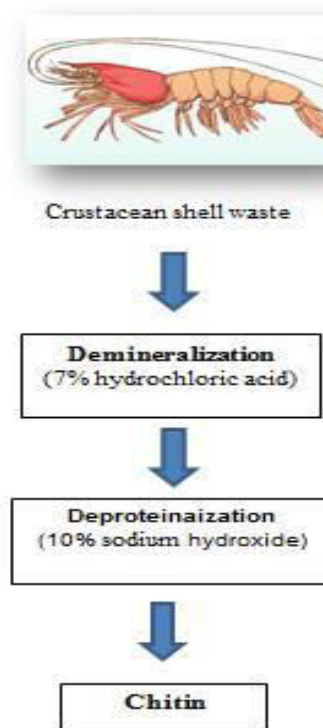 Crustacean shell waste
Demineralization
(7% hydrochloric acid)
Deproteinaization
(10% sodium hydroxide)
Chitin